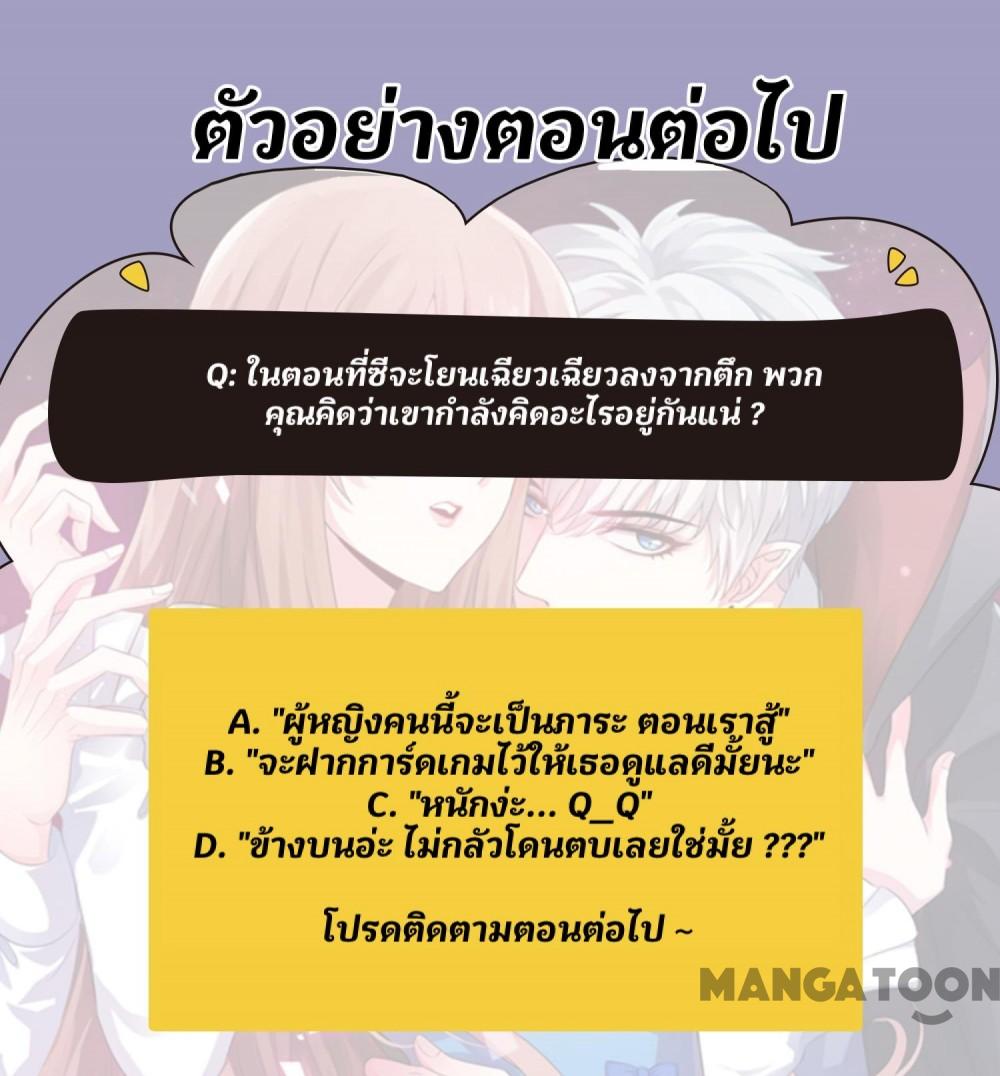 ตัวอย่างตอนต่อไป
Q: ในตอนที่ซีจะโยนเฉียวเฉียวลงจากตึก พวก
คุณคิดว่าเขากำลังคิดอะไรอยู่กันแน่ ?
A. "ผู้หญิงคนนี้จะเป็นภาระ ตอนเราสู้"
B. "จะฝากการ์ดเกมไว้ให้เธอดูแลดีมั้ยนะ"
C. "หนักง่ะ... Q_Q"
D. "ข้างบนอ่ะ ไม่กลัวโดนตบเลยใช่มั้ย ???"
โปรดติดตามตอนต่อไป ~
MANGATOON